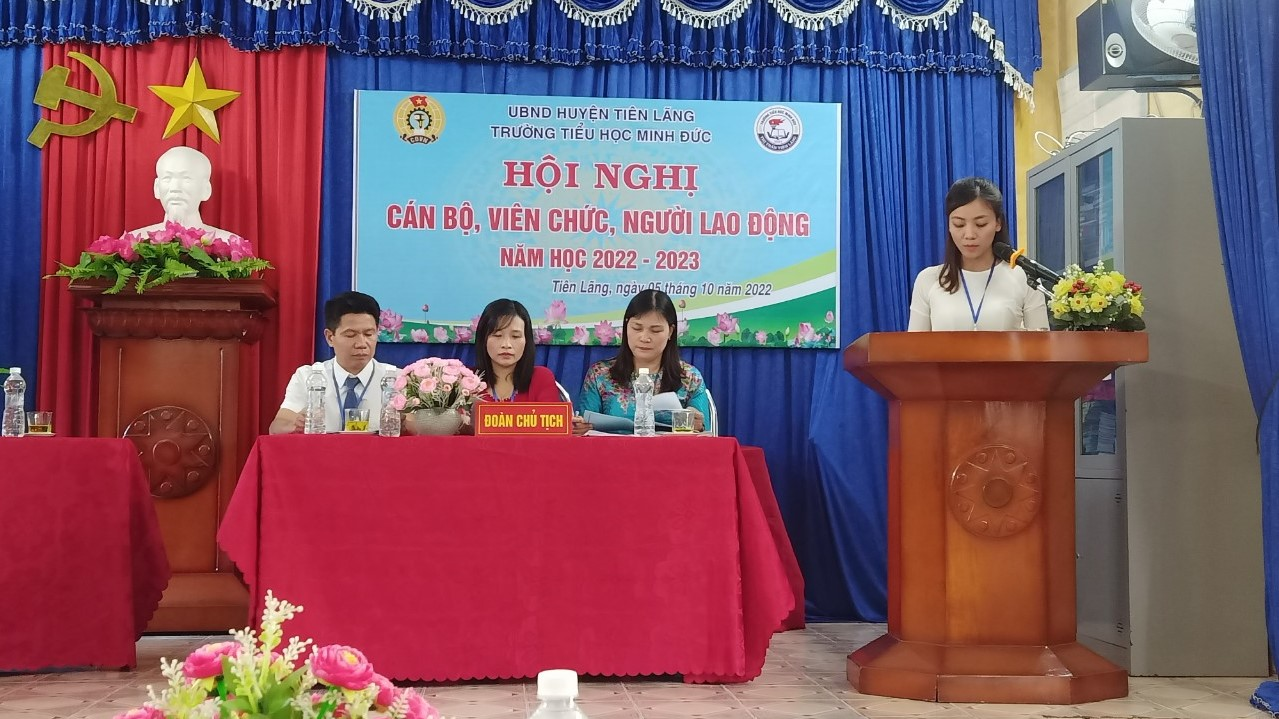 UBND HUYỆN TIÊN LÃNG
TRƯỜNG TIỂU HỌC MINH ĐỨC
HỘI NGHỊ
CÁN BỘ, VIÊN CHỨC, NGƯỜI LAO ĐỘNG
NĂM HỌC 2022 - 2023
Tiên Lãng, ngày 05 tháng 10 năm 2022
ĐOÀN CHỦ TỊCH